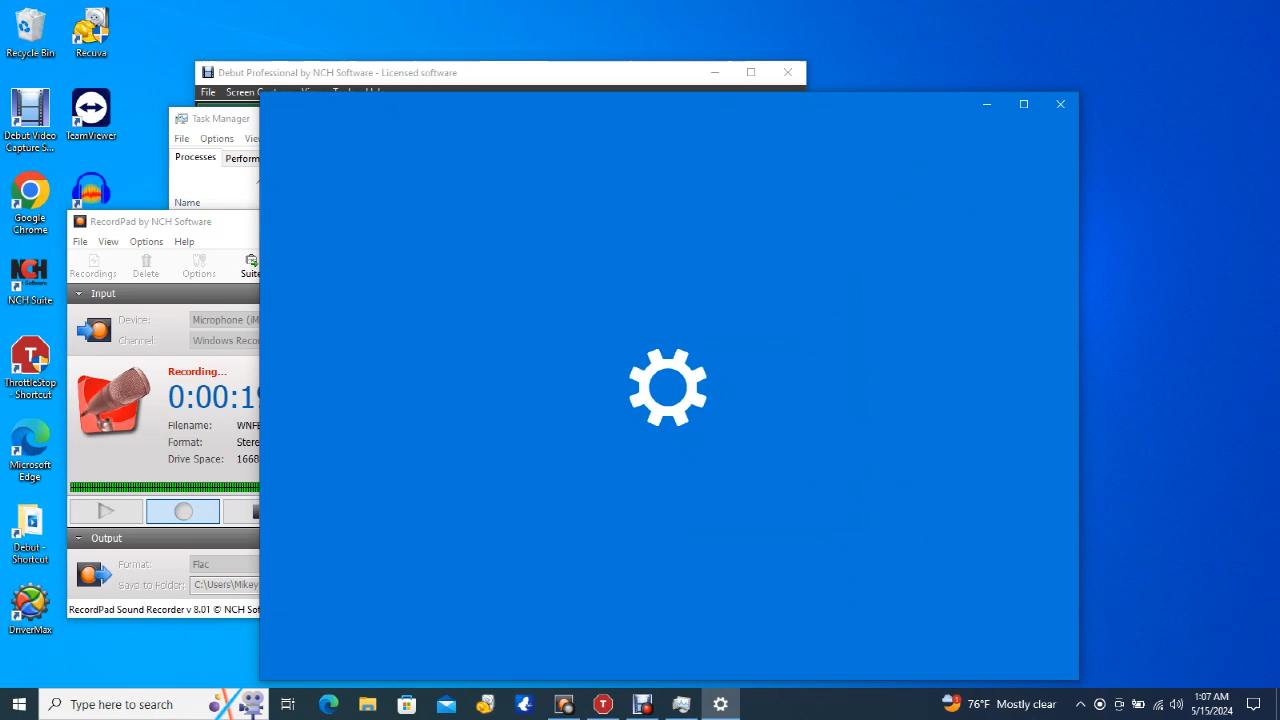 Recycle Bin
Recuva
Debut Video
Capture S...
TeamViewer
Google
Chrome
NCH
Software
NCH Suite
ThrottleStop
- Shortcut
Microsoft
Edge
Debut -
Shortcut
DriverMax
Debut Professional by NCH Software - Licensed software
File
Task Manager
File Options
Processes
Name
RecordPad by NCH Software
File View Options Help
Recordings Delete Options
Input
Device: Microphone
Channel:
Recording...
Filename:
Format:
Drive Space:
Output
Format: Flac
Save to Folder: C:\Users\Mikey
RecordPad Sound Recorder v 8.01 © NCH
Type here to search
76°F Mostly clear
1:07 AM
5/15/2024